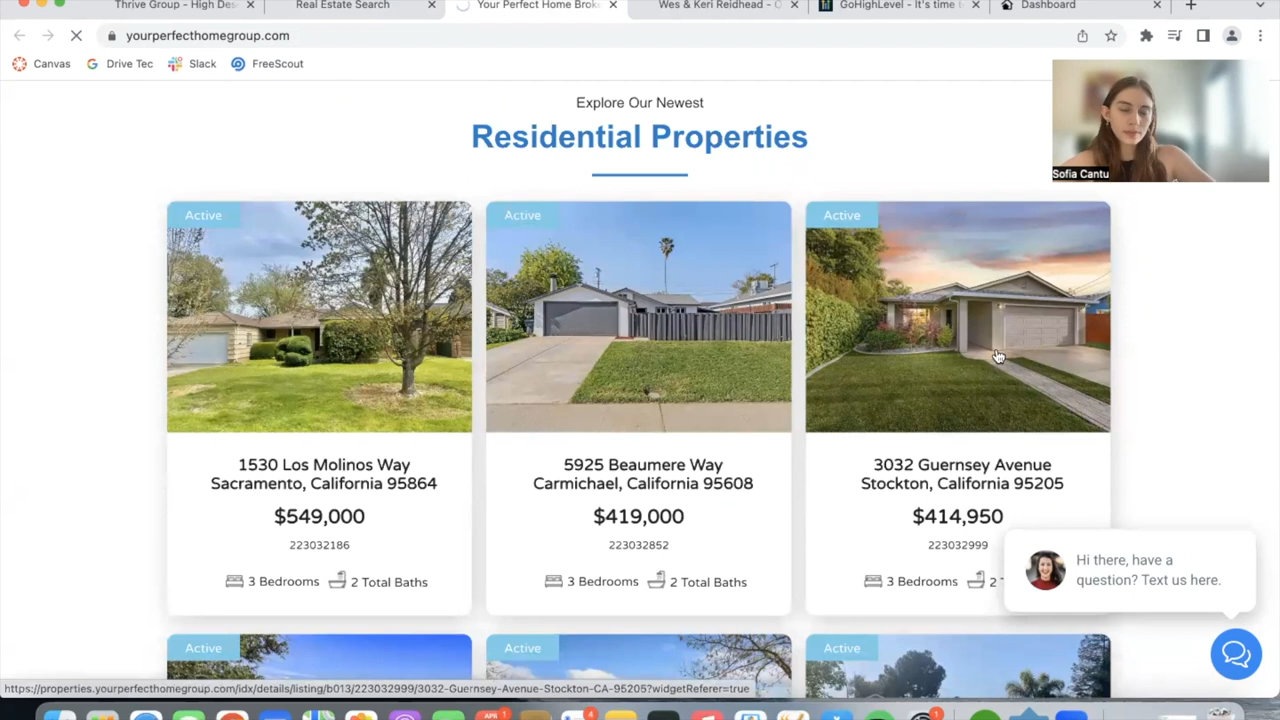 Thrive Group - High Des
Real Estate Search
Your Perfect Home Brok
Wes & Keri Reidhead - C
GoHighLevel - It's time t
Dashboard
yourperfecthomegroup.com
Canvas
Drive Tec
Slack
FreeScout
Sofia Cantu
Explore Our Newest
Residential Properties
Active
Active
Active
1530 Los Molinos Way
Sacramento, California 95864
$549,000
223032186
3 Bedrooms 2 Total Baths
5925 Beaumere Way
Carmichael, California 95608
$419,000
223032852
3 Bedrooms 2 Total Baths
3032 Guernsey Avenue
Stockton, California 95205
$414,950
223032999
3 Bedrooms 2
Hi there, have a
question? Text us here.
Active
Active
Active
https://properties.yourperfecthomegroup.com/idx/details/listing/b013/223032999/3032-Guernsey-Avenue-Stockton-CA-95205?widgetReferer=true
APR 1
4
1